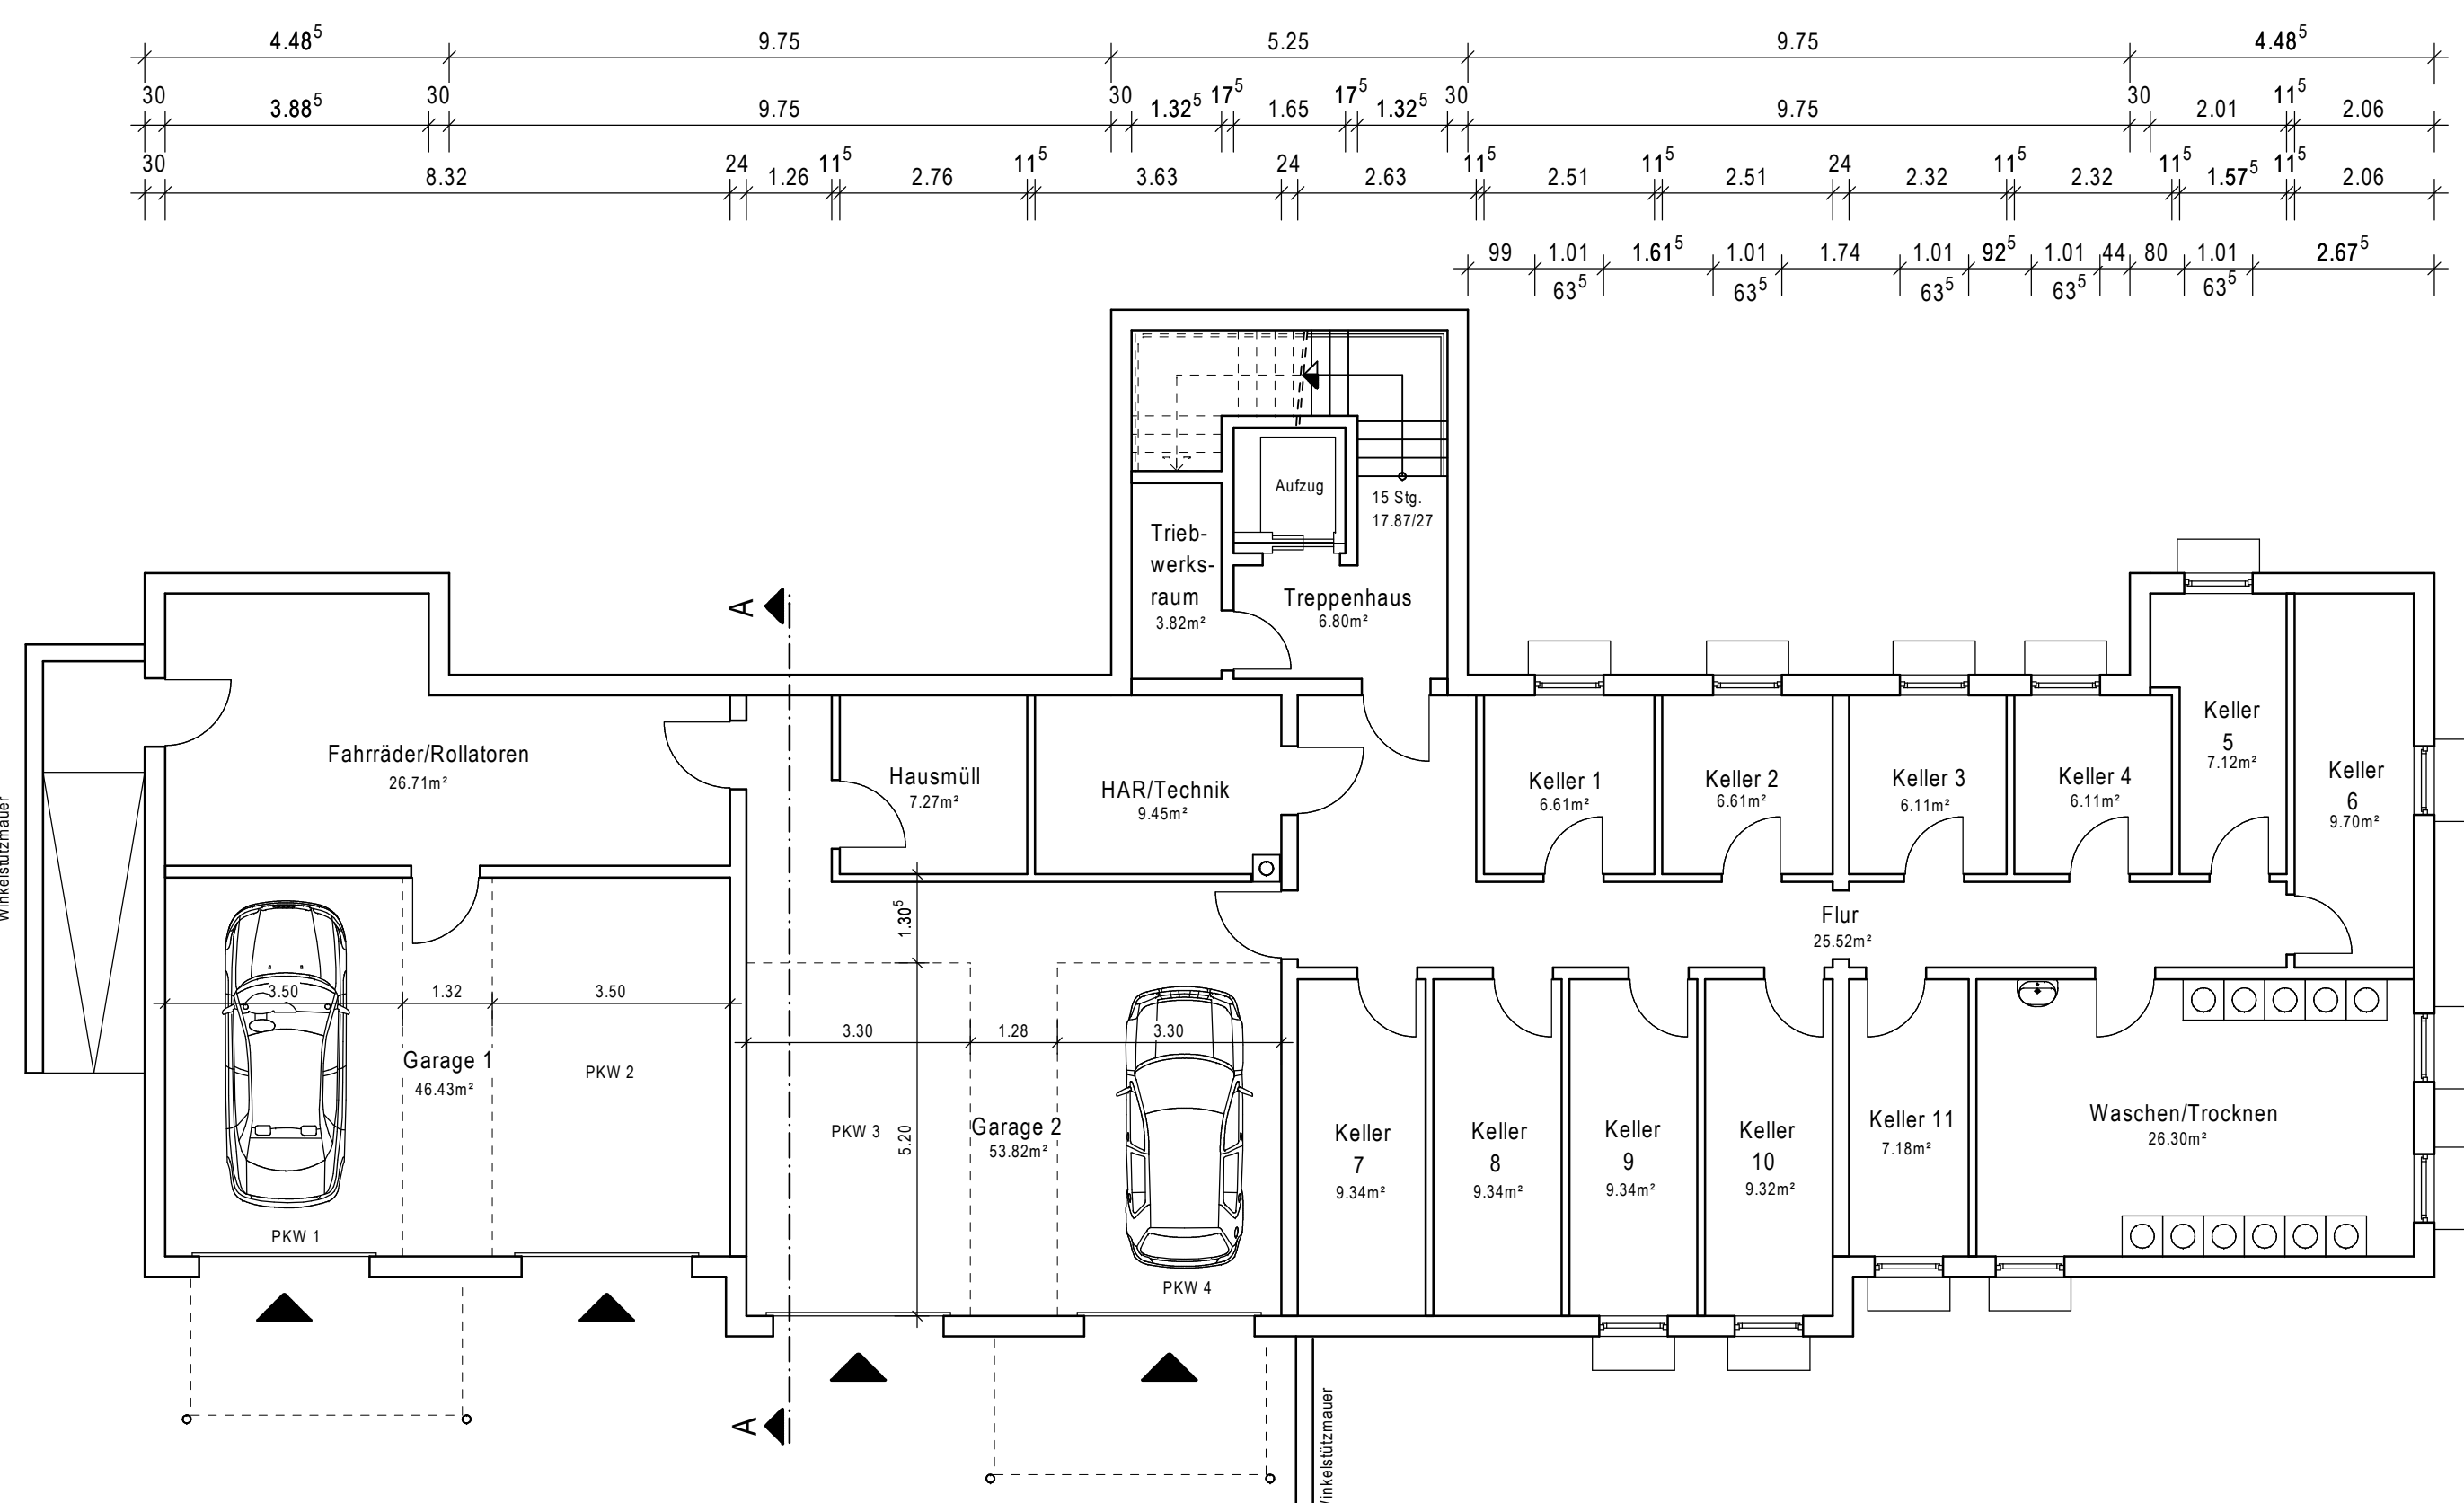 4.48⁵ 9.75 5.25 9.75 4.48⁵
30 3.88⁵ 30 9.75 30 1.32⁵ 17⁵ 1.65 17⁵ 1.32⁵ 30 9.75 30 2.01 11⁵ 2.06
30 8.32 24 1.26 11⁵ 2.76 11⁵ 3.63 24 2.63 11⁵ 2.51 11⁵ 2.51 24 2.32 11⁵ 2.32 11⁵ 1.57⁵ 11⁵ 2.06
99 1.01 1.61⁵ 1.01 1.74 1.01 92⁵ 1.01 44 80 1.01 2.67⁵
63⁵ 63⁵ 63⁵ 63⁵ 63⁵
Aufzug
15 Stg.
17.87/27
Trieb-
werks-
raum
3.82m²
Treppenhaus
6.80m²
A
Winkelstützmauer
Fahrräder/Rollatoren
26.71m²
Hausmüll
7.27m²
HAR/Technik
9.45m²
Keller 1
6.61m²
Keller 2
6.61m²
Keller 3
6.11m²
Keller 4
6.11m²
Keller
5
7.12m²
Keller
6
9.70m²
1.30⁵
Flur
25.52m²
3.50 1.32 3.50
3.30 1.28 3.30
Garage 1
46.43m²
PKW 2
PKW 1
PKW 3
5.20
Garage 2
53.82m²
PKW 4
Keller
7
9.34m²
Keller
8
9.34m²
Keller
9
9.34m²
Keller
10
9.32m²
Keller 11
7.18m²
Waschen/Trocknen
26.30m²
A
Winkelstützmauer